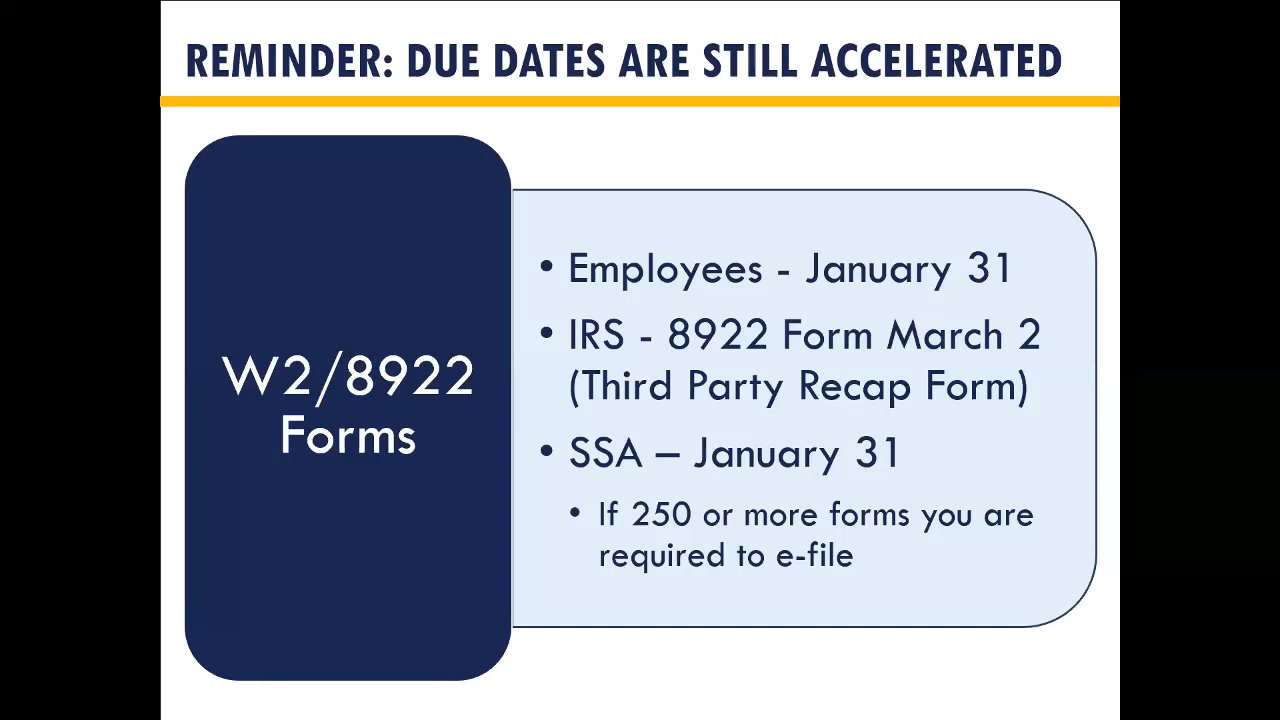 REMINDER: DUE DATES ARE STILL ACCELERATED
W2/8922
Forms
• Employees - January 31
• IRS - 8922 Form March 2
(Third Party Recap Form)
• SSA – January 31
• If 250 or more forms you are
required to e-file